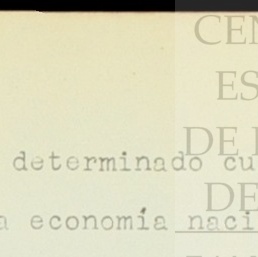 CEN
ES
DE
determinado cu
DE
a economía naci